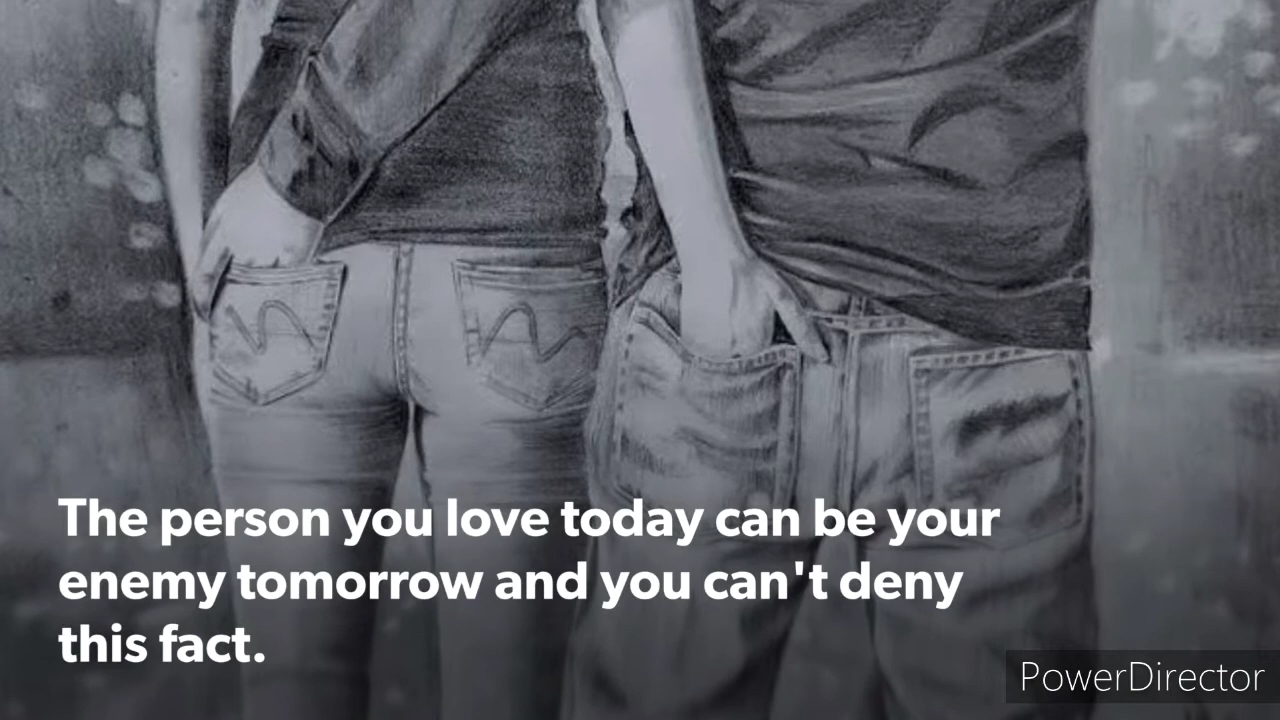 The person you love today can be your
enemy tomorrow and you can't deny
this fact.
PowerDirector